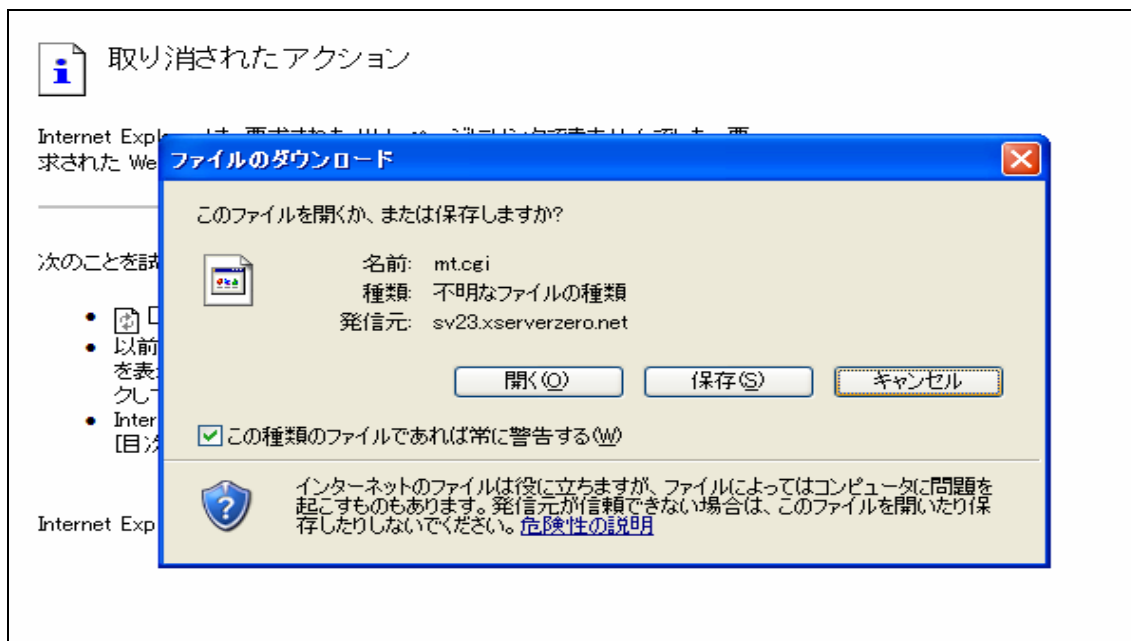 取り消されたアクション
Internet Expl
求された We
ファイルのダウンロード
このファイルを開くか、または保存しますか?
次のことを試
名前: mt.cgi
種類: 不明なファイルの種類
発信元: sv23.xserverzero.net
以前
を表
クして
Inter
[目次
開く(O)
保存(S)
キャンセル
この種類のファイルであれば常に警告する(W)
インターネットのファイルは役に立ちますが、ファイルによってはコンピュータに問題を
起こすものもあります。発信元が信頼できない場合は、このファイルを開いたり保
存したりしないでください。危険性の説明
Internet Exp